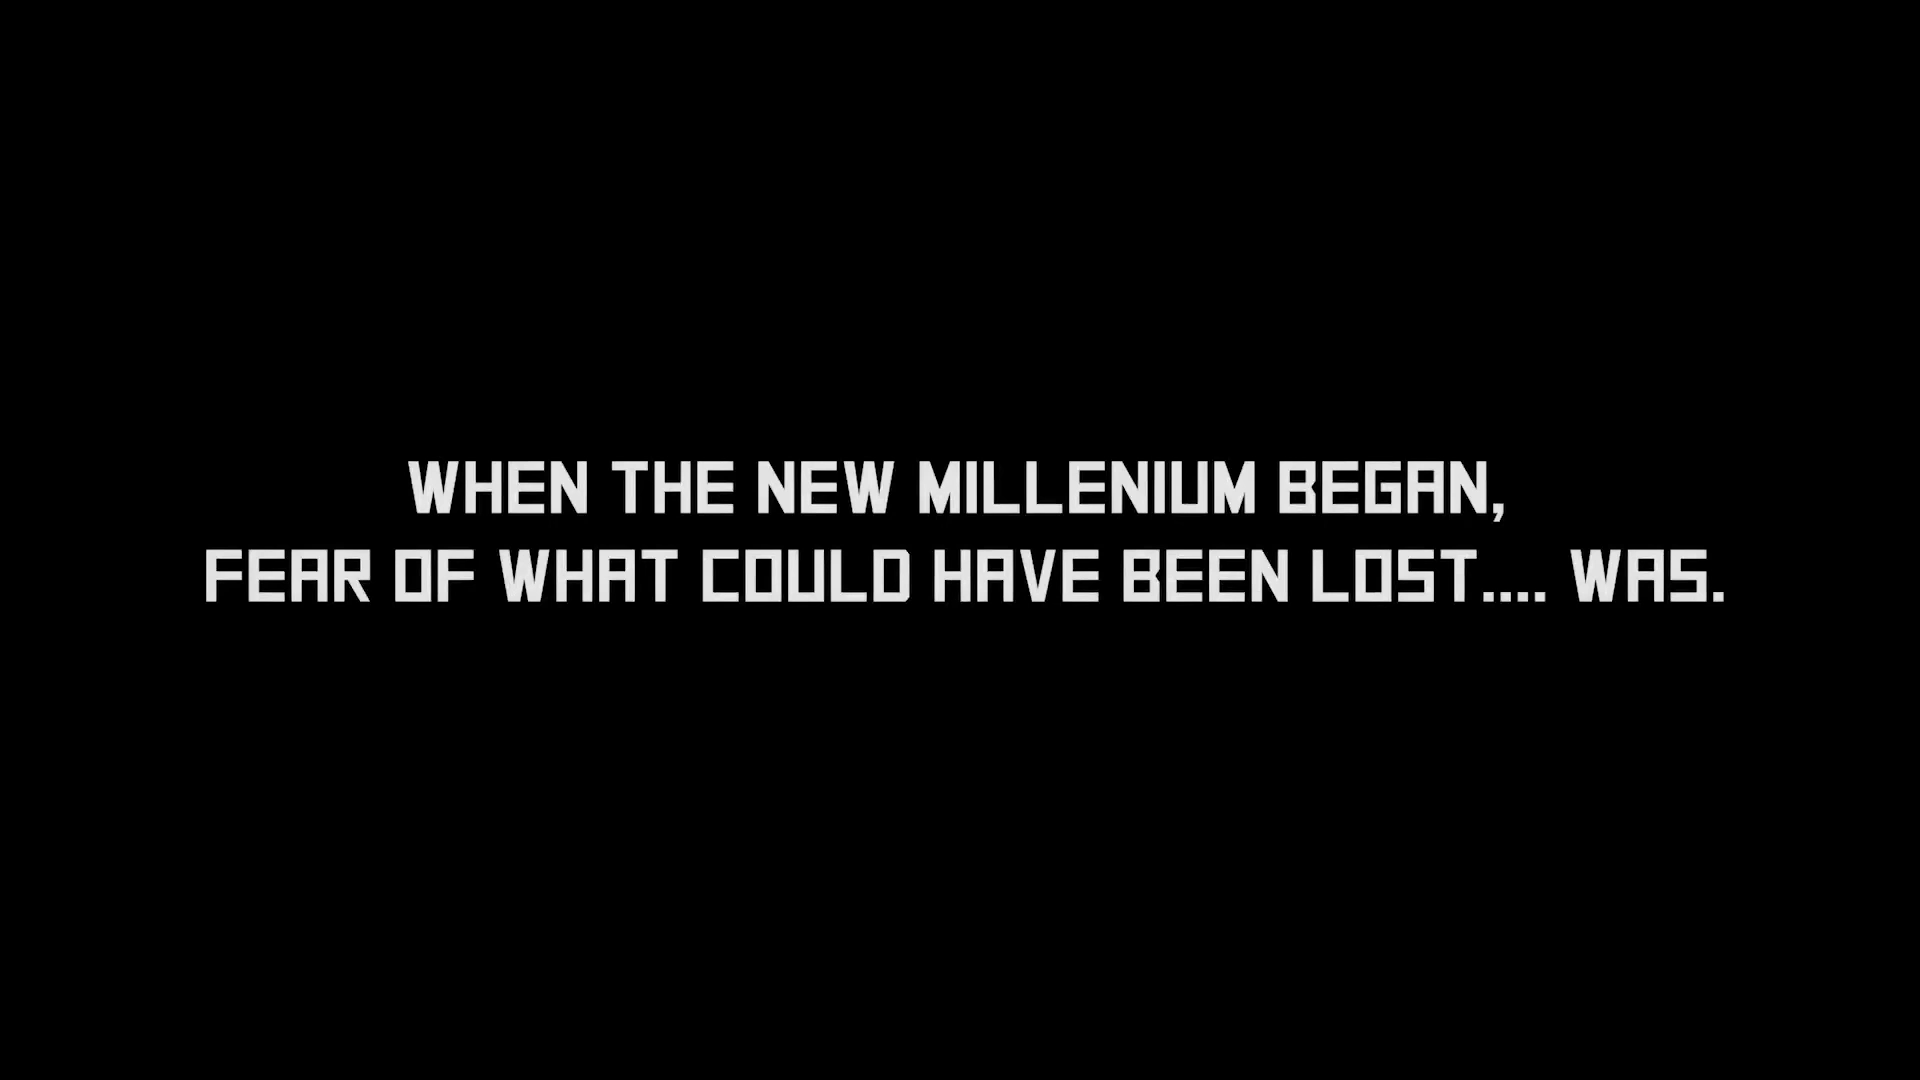 WHEN THE NEW MILLENIUM BEGAN,
FEAR OF WHAT COULD HAVE BEEN LOST.... WAS.